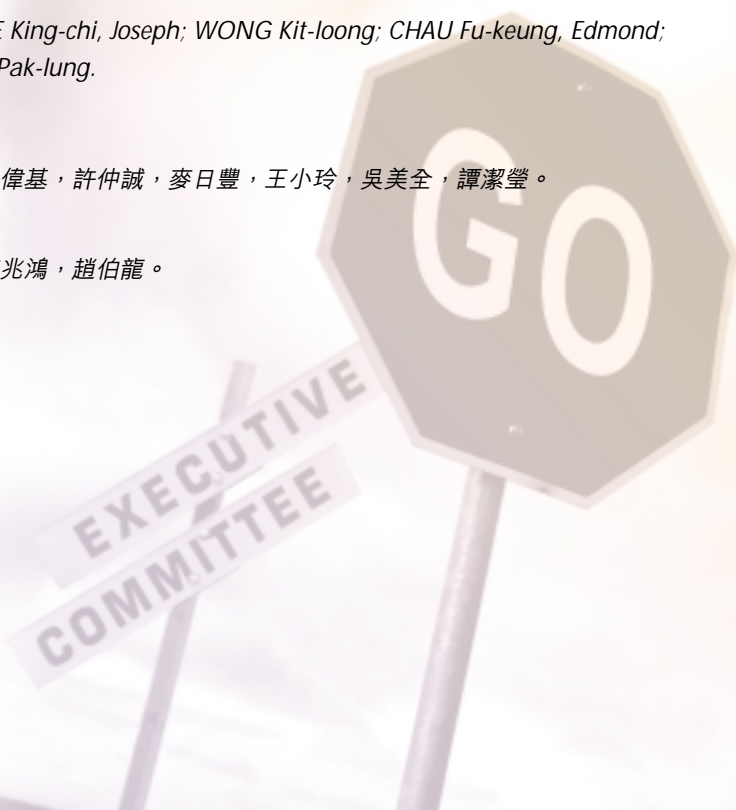 King-chi, Joseph; WONG Kit-loong; CHAU Fu-keung, Edmond;
Pak-lung.
偉基，許仲誠，麥日豐，王小玲，吳美全，譚潔瑩。
兆鴻，趙伯龍。
GO
EXECUTIVE
COMMITTEE